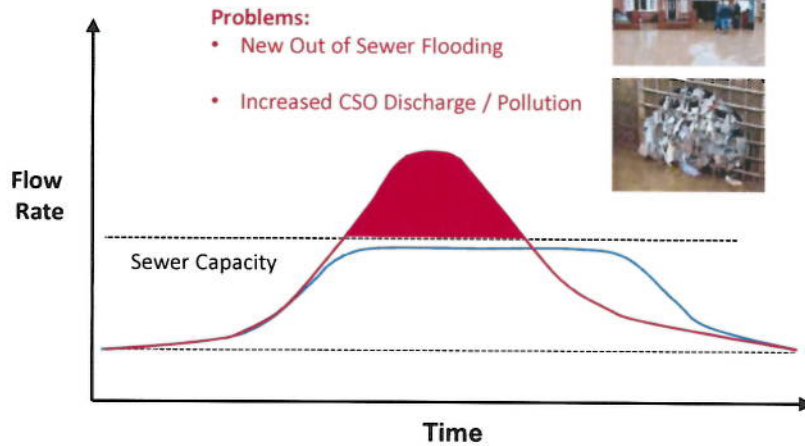 Problems:
• New Out of Sewer Flooding
• Increased CSO Discharge / Pollution
Flow
Rate
Sewer Capacity
Time